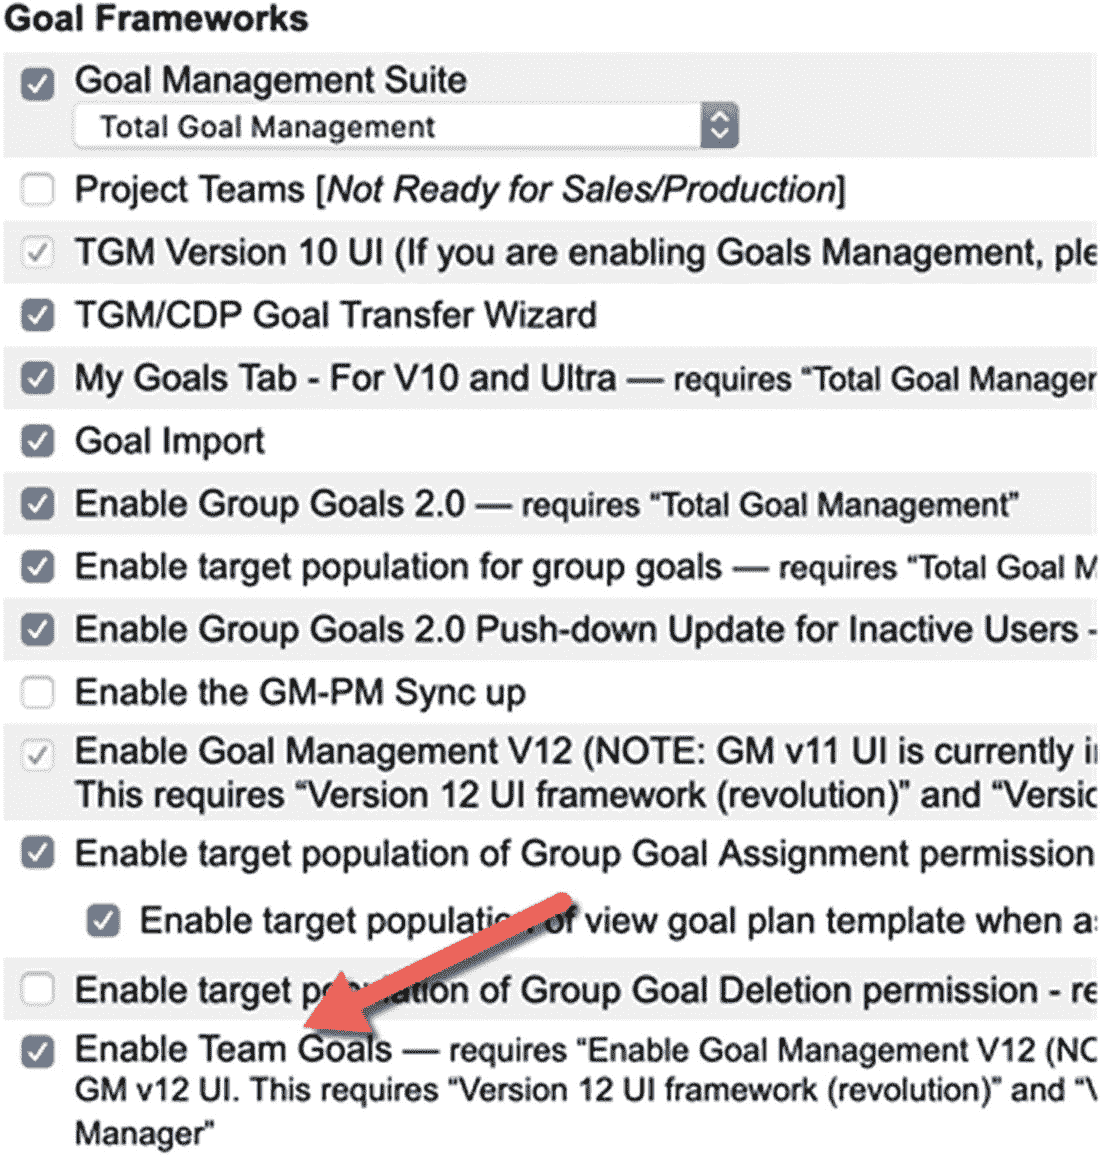 Goal Frameworks
Goal Management Suite
Total Goal Management
Project Teams [Not Ready for Sales/Production]
TGM Version 10 UI (If you are enabling Goals Management,
TGM/CDP Goal Transfer Wizard
My Goals Tab - For V10 and Ultra — requires “Total Goal
Goal Import
Enable Group Goals 2.0 — requires “Total Goal Management”
Enable target population for group goals — requires “Total Goal
Enable Group Goals 2.0 Push-down Update for Inactive Users -
Enable the GM-PM Sync up
Enable Goal Management V12 (NOTE: GM v11 UI is currently
This requires “Version 12 UI framework (revolution)” and
Enable target population of Group Goal Assignment permission
Enable target population of view goal plan template when
Enable target population of Group Goal Deletion permission -
Enable Team Goals — requires “Enable Goal Management V12
GM v12 UI. This requires “Version 12 UI framework (revolution)” and
Manager”